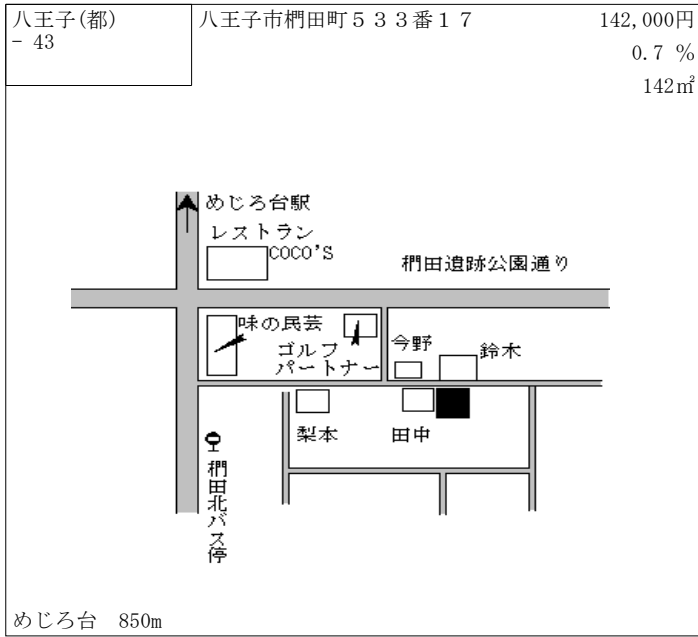 八王子(都)
- 43
八王子市椚田町５３３番１７
142,000円
0.7 %
142㎡
めじろ台駅
レストラン
COCO'S
椚田遺跡公園通り
味の民芸
ゴルフ
パートナー
今野
鈴木
梨本
田中
椚田北バス停
めじろ台　850m